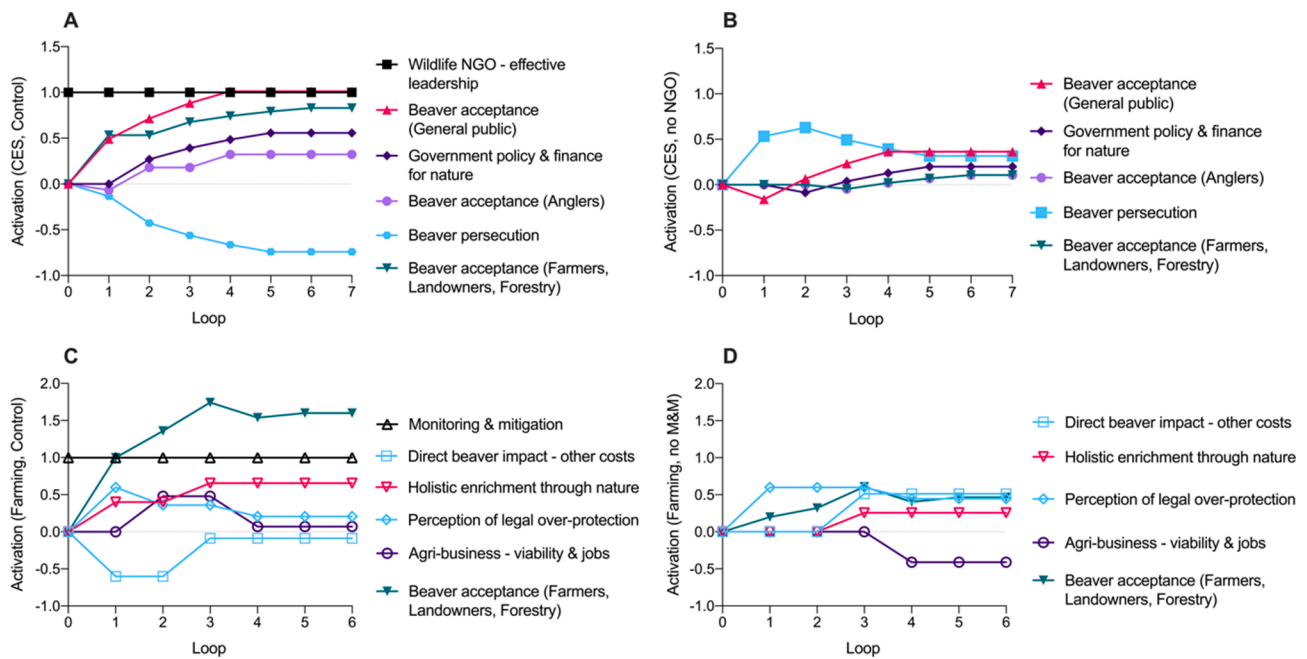 A
Activation (CES, Control)
1.5
1.0
0.5
0.0
-0.5
-1.0
0 1 2 3 4 5 6 7
Loop
Wildlife NGO - effective
leadership
Beaver acceptance
(General public)
Government policy & finance
for nature
Beaver acceptance (Anglers)
Beaver persecution
Beaver acceptance (Farmers,
Landowners, Forestry)
B
Activation (CES, no NGO)
1.5
1.0
0.5
0.0
-0.5
-1.0
0 1 2 3 4 5 6 7
Loop
Beaver acceptance
(General public)
Government policy & finance
for nature
Beaver acceptance (Anglers)
Beaver persecution
Beaver acceptance (Farmers,
Landowners, Forestry)
C
Activation (Farming, Control)
2.0
1.5
1.0
0.5
0.0
-0.5
-1.0
0 1 2 3 4 5 6
Loop
Monitoring & mitigation
Direct beaver impact - other costs
Holistic enrichment through nature
Perception of legal over-protection
Agri-business - viability & jobs
Beaver acceptance (Farmers,
Landowners, Forestry)
D
Activation (Farming, no M&M)
2.0
1.5
1.0
0.5
0.0
-0.5
-1.0
0 1 2 3 4 5 6
Loop
Direct beaver impact - other costs
Holistic enrichment through nature
Perception of legal over-protection
Agri-business - viability & jobs
Beaver acceptance (Farmers,
Landowners, Forestry)